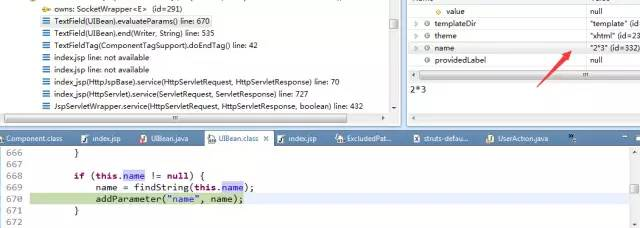 owns: SocketWrapper<E> (id=291)
TextField(UIBean).evaluateParams() line: 670
TextField(UIBean).end(Writer, String) line: 535
TextFieldTag(ComponentTagSupport).doEndTag() line: 42
index.jsp line: not available
index.jsp line: not available
index_jsp(HttpJspBase).service(HttpServletRequest, HttpServletResponse) line: 70
index_jsp(HttpServlet).service(ServletRequest, ServletResponse) line: 727
JspServletWrapper.service(HttpServletRequest, HttpServletResponse, boolean) line: 432
value null
templateDir "template" (id=
theme "xhtml" (id=23
name "2*3" (id=332)
providedLabel null
2*3
Component.class index.jsp UIBean.java UIBean.class index.jsp ExcludedPat... struts-defau... UserAction.java
666 }
667
668 if (this.name != null) {
669 name = findString(this.name);
670 addParameter("name", name);
671 }
672